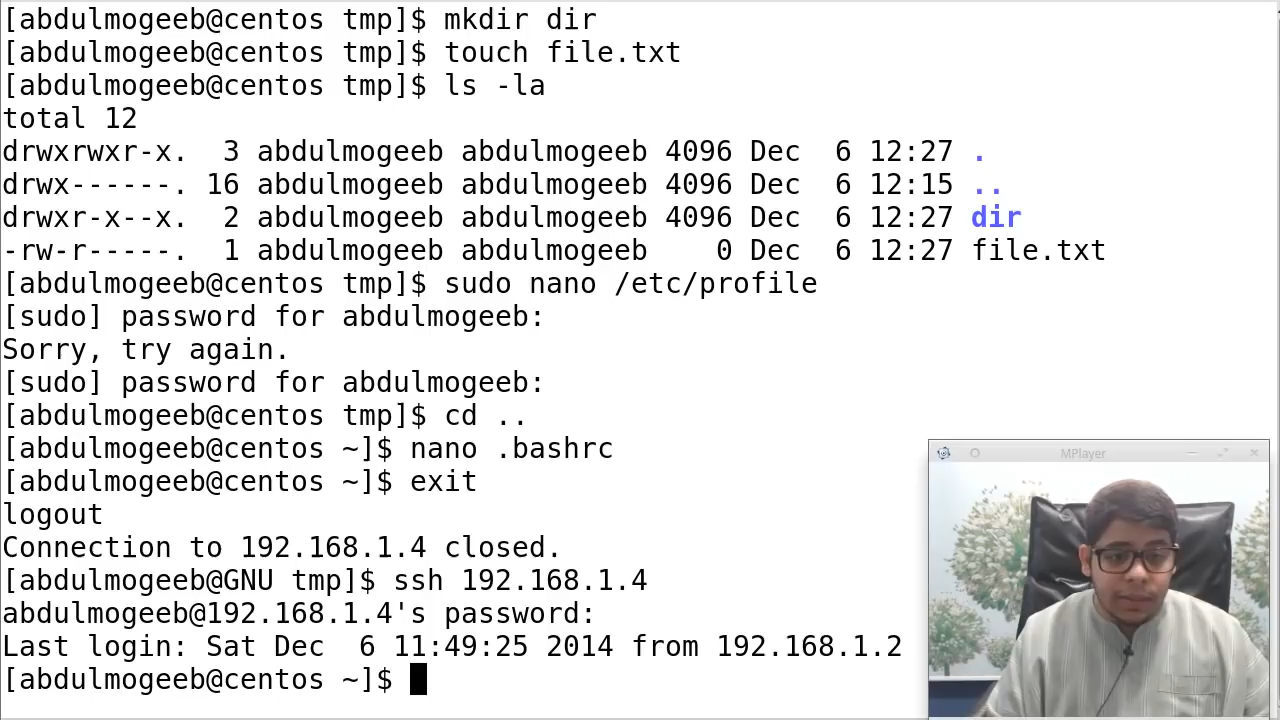 [abdulmogeeb@centos tmp]$ mkdir dir
[abdulmogeeb@centos tmp]$ touch file.txt
[abdulmogeeb@centos tmp]$ ls -la
total 12
drwxrwxr-x.  3 abdulmogeeb abdulmogeeb 4096 Dec  6 12:27 .
drwx------. 16 abdulmogeeb abdulmogeeb 4096 Dec  6 12:15 ..
drwxr-x--x.  2 abdulmogeeb abdulmogeeb 4096 Dec  6 12:27 dir
-rw-r-----.  1 abdulmogeeb abdulmogeeb    0 Dec  6 12:27 file.txt
[abdulmogeeb@centos tmp]$ sudo nano /etc/profile
[sudo] password for abdulmogeeb:
Sorry, try again.
[sudo] password for abdulmogeeb:
[abdulmogeeb@centos tmp]$ cd ..
[abdulmogeeb@centos ~]$ nano .bashrc
[abdulmogeeb@centos ~]$ exit
logout
Connection to 192.168.1.4 closed.
[abdulmogeeb@GNU tmp]$ ssh 192.168.1.4
abdulmogeeb@192.168.1.4's password:
Last login: Sat Dec  6 11:49:25 2014 from 192.168.1.2
[abdulmogeeb@centos ~]$
MPlayer